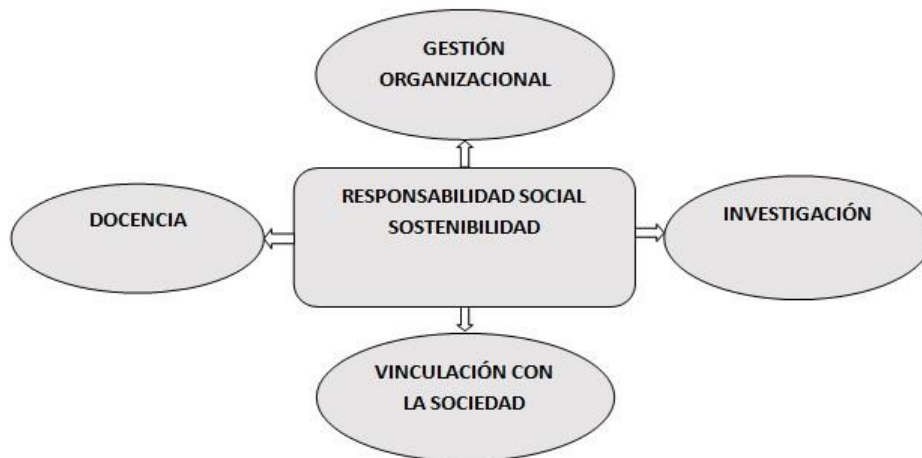 GESTIÓN
ORGANIZACIONAL
RESPONSABILIDAD SOCIAL
SOSTENIBILIDAD
DOCENCIA
INVESTIGACIÓN
VINCULACIÓN CON
LA SOCIEDAD